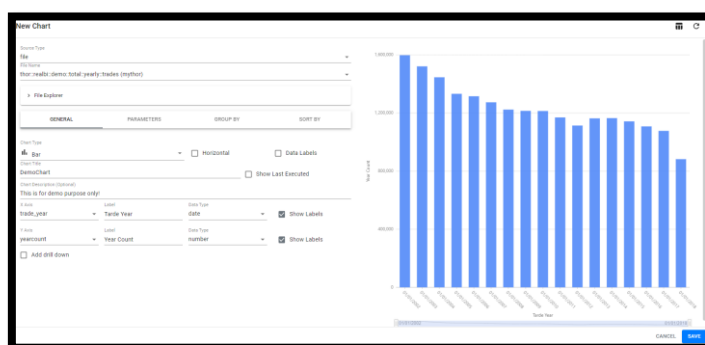 New Chart
Source Type
file
File Name
thor::realbi::demo::total::yearly::trades (mythor)
File Explorer
GENERAL PARAMETERS GROUP BY SORT BY
Chart Type
Bar Horizontal Data Labels
Chart Title
DemoChart Show Last Executed
Chart Description (Optional)
This is for demo purpose only!
X Axis Label Data Type
trade_year Tarde Year date Show Labels
Y Axis Label Data Type
yearcount Year Count number Show Labels
Add drill down
1,600,000
1,200,000
800,000
400,000
0
Year Count
Tarde Year
CANCEL SAVE